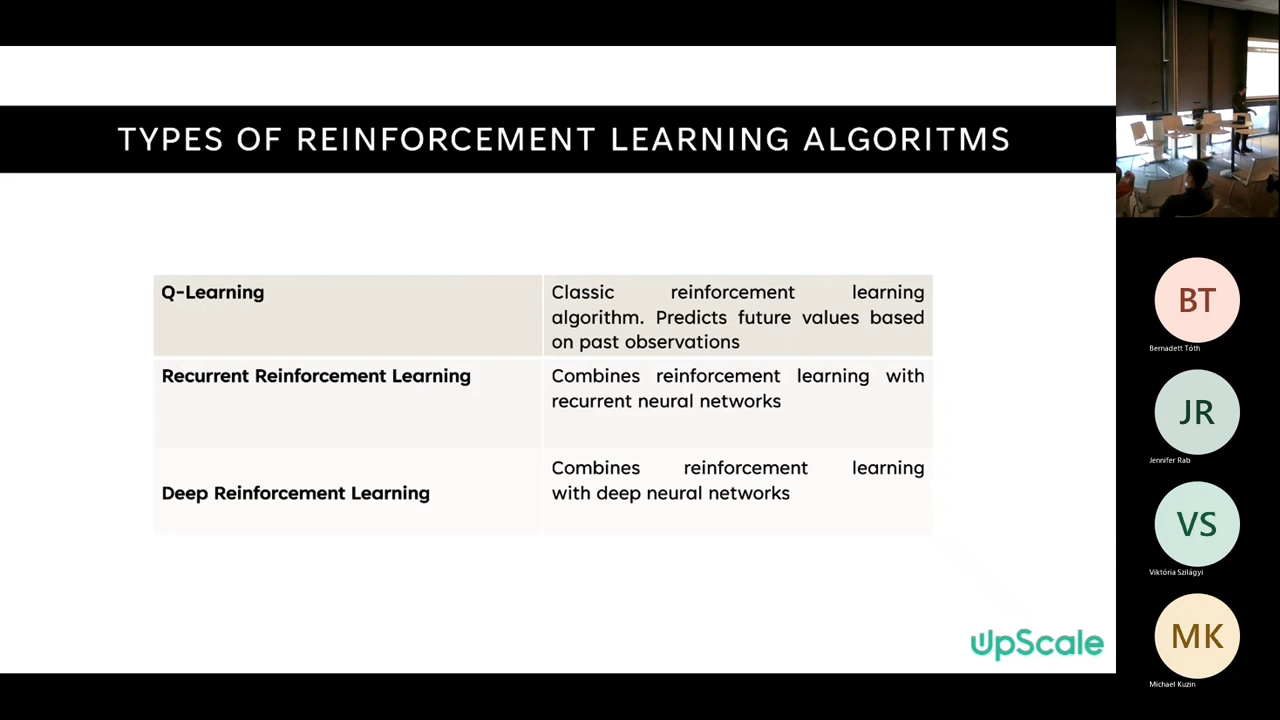 TYPES OF REINFORCEMENT LEARNING ALGORITMS
Q-Learning
Classic reinforcement learning
algorithm. Predicts future values based
on past observations
Recurrent Reinforcement Learning
Combines reinforcement learning with
recurrent neural networks
Deep Reinforcement Learning
Combines reinforcement learning
with deep neural networks
UpScale
BT
Bernadett Tóth
JR
Jennifer Rab
VS
Viktória Szilágyi
MK
Michael Kuzin